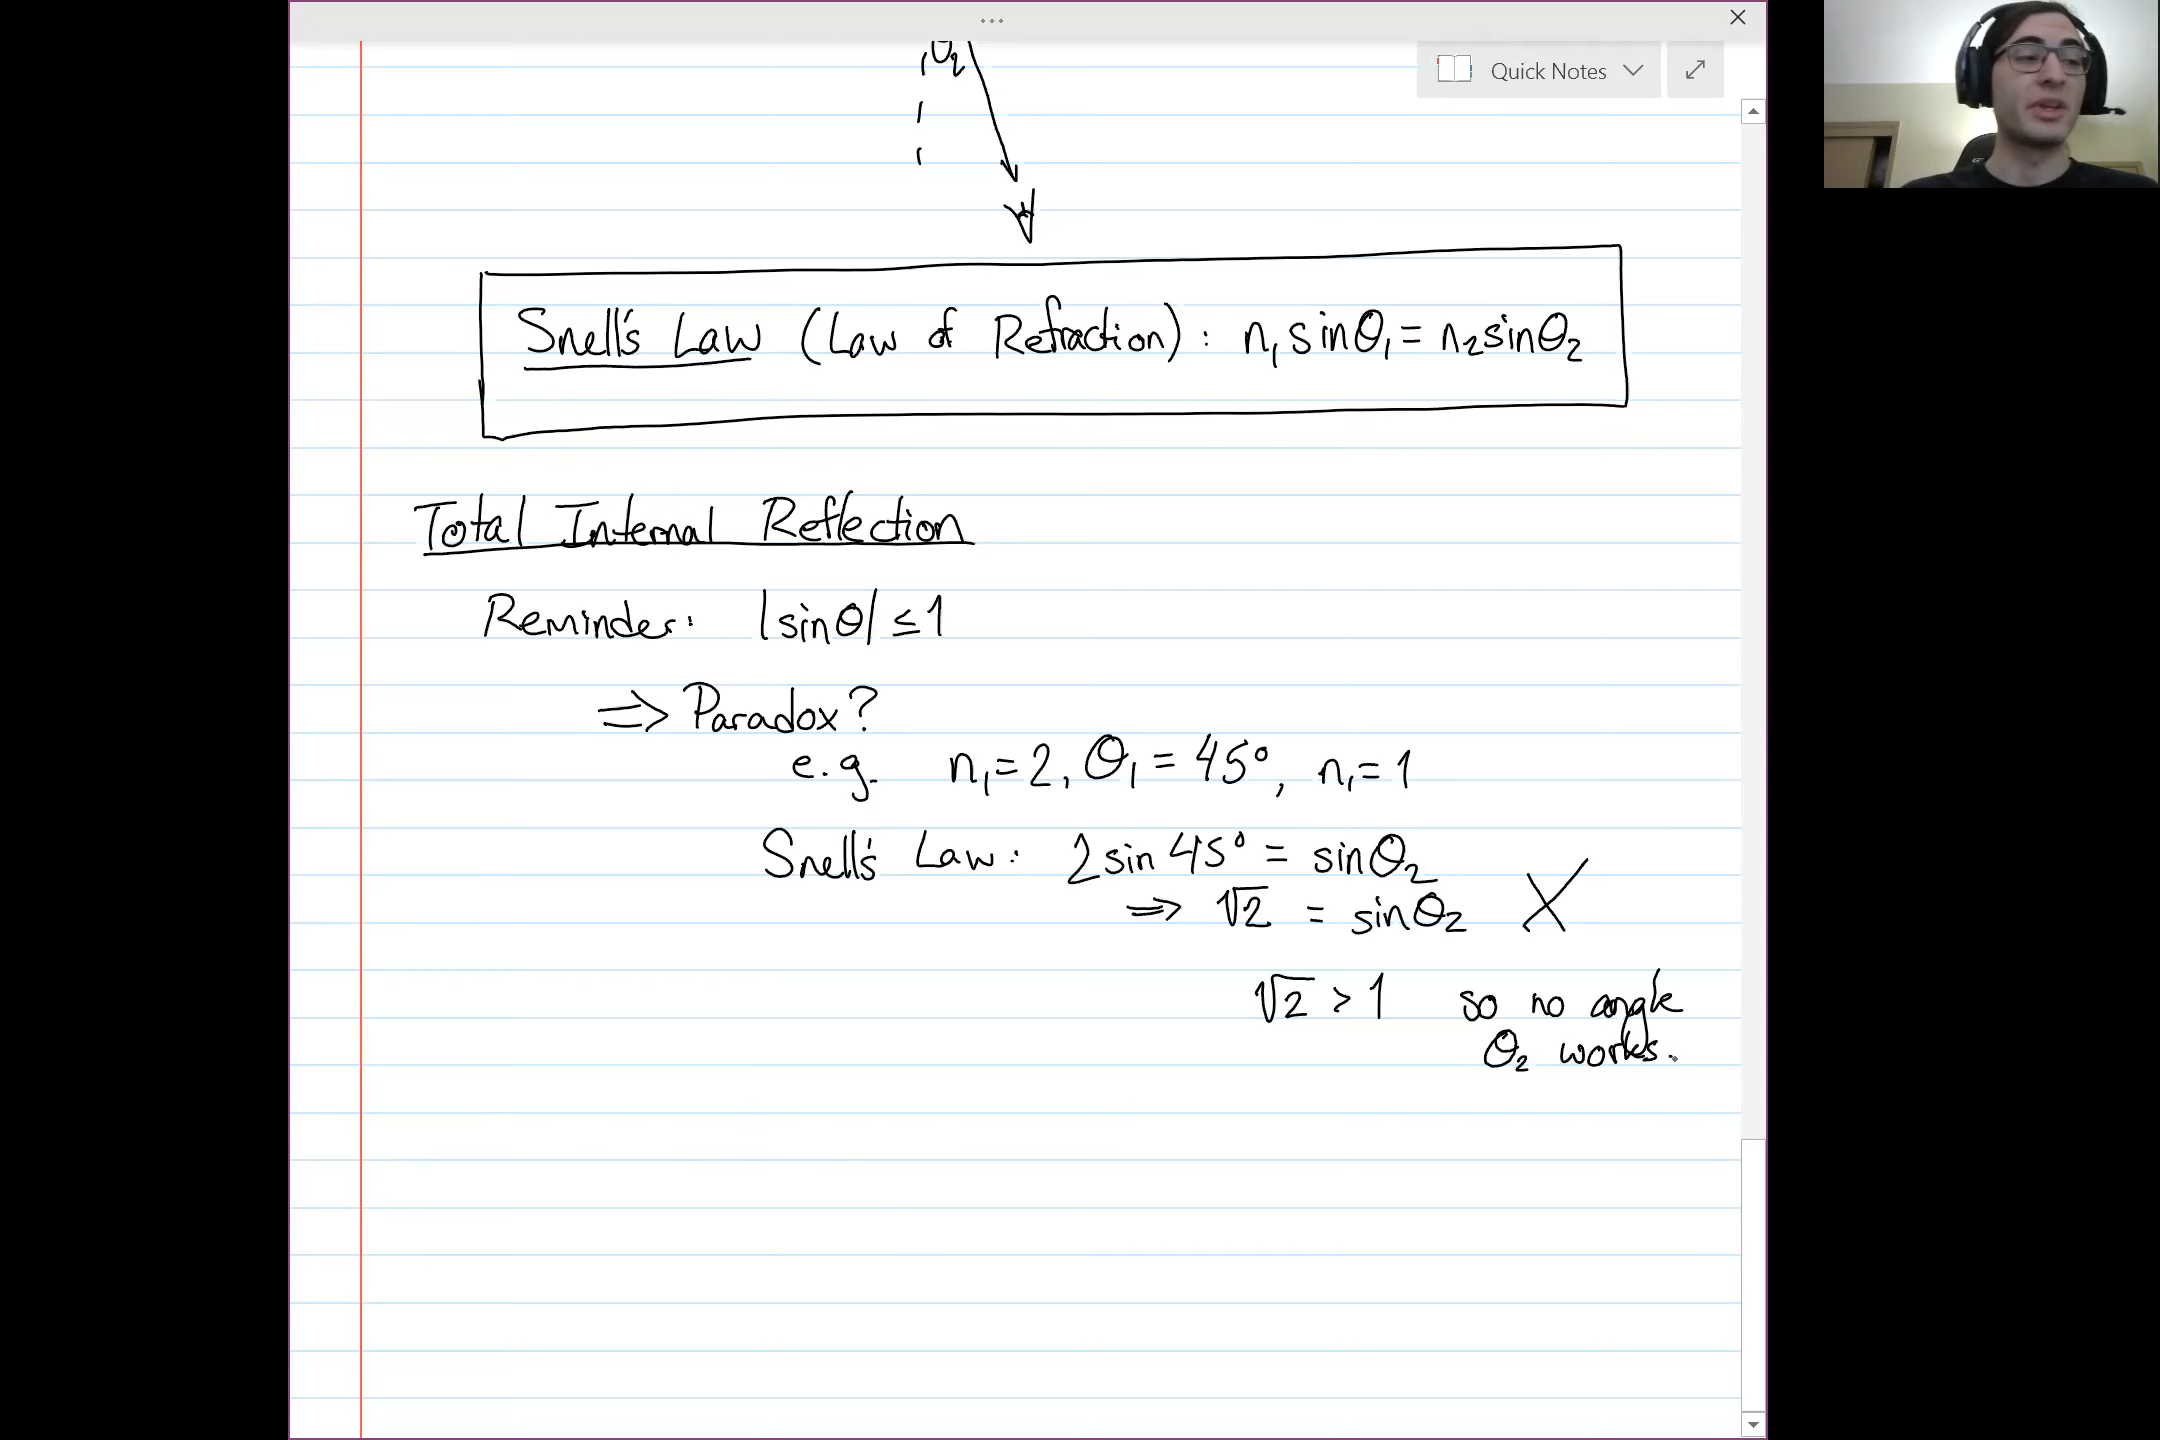 θ₂
Quick Notes
Snell's Law (Law of Refraction): n₁ sinθ₁ = n₂ sinθ₂
Total Internal Reflection
Reminder: |sinθ| ≤ 1
⇒ Paradox?
e.g. n₁ = 2, θ₁ = 45°, n₁ = 1
Snell's Law: 2 sin 45° = sinθ₂
⇒ √2 = sinθ₂ X
√2 > 1 so no angle
θ₂ works.